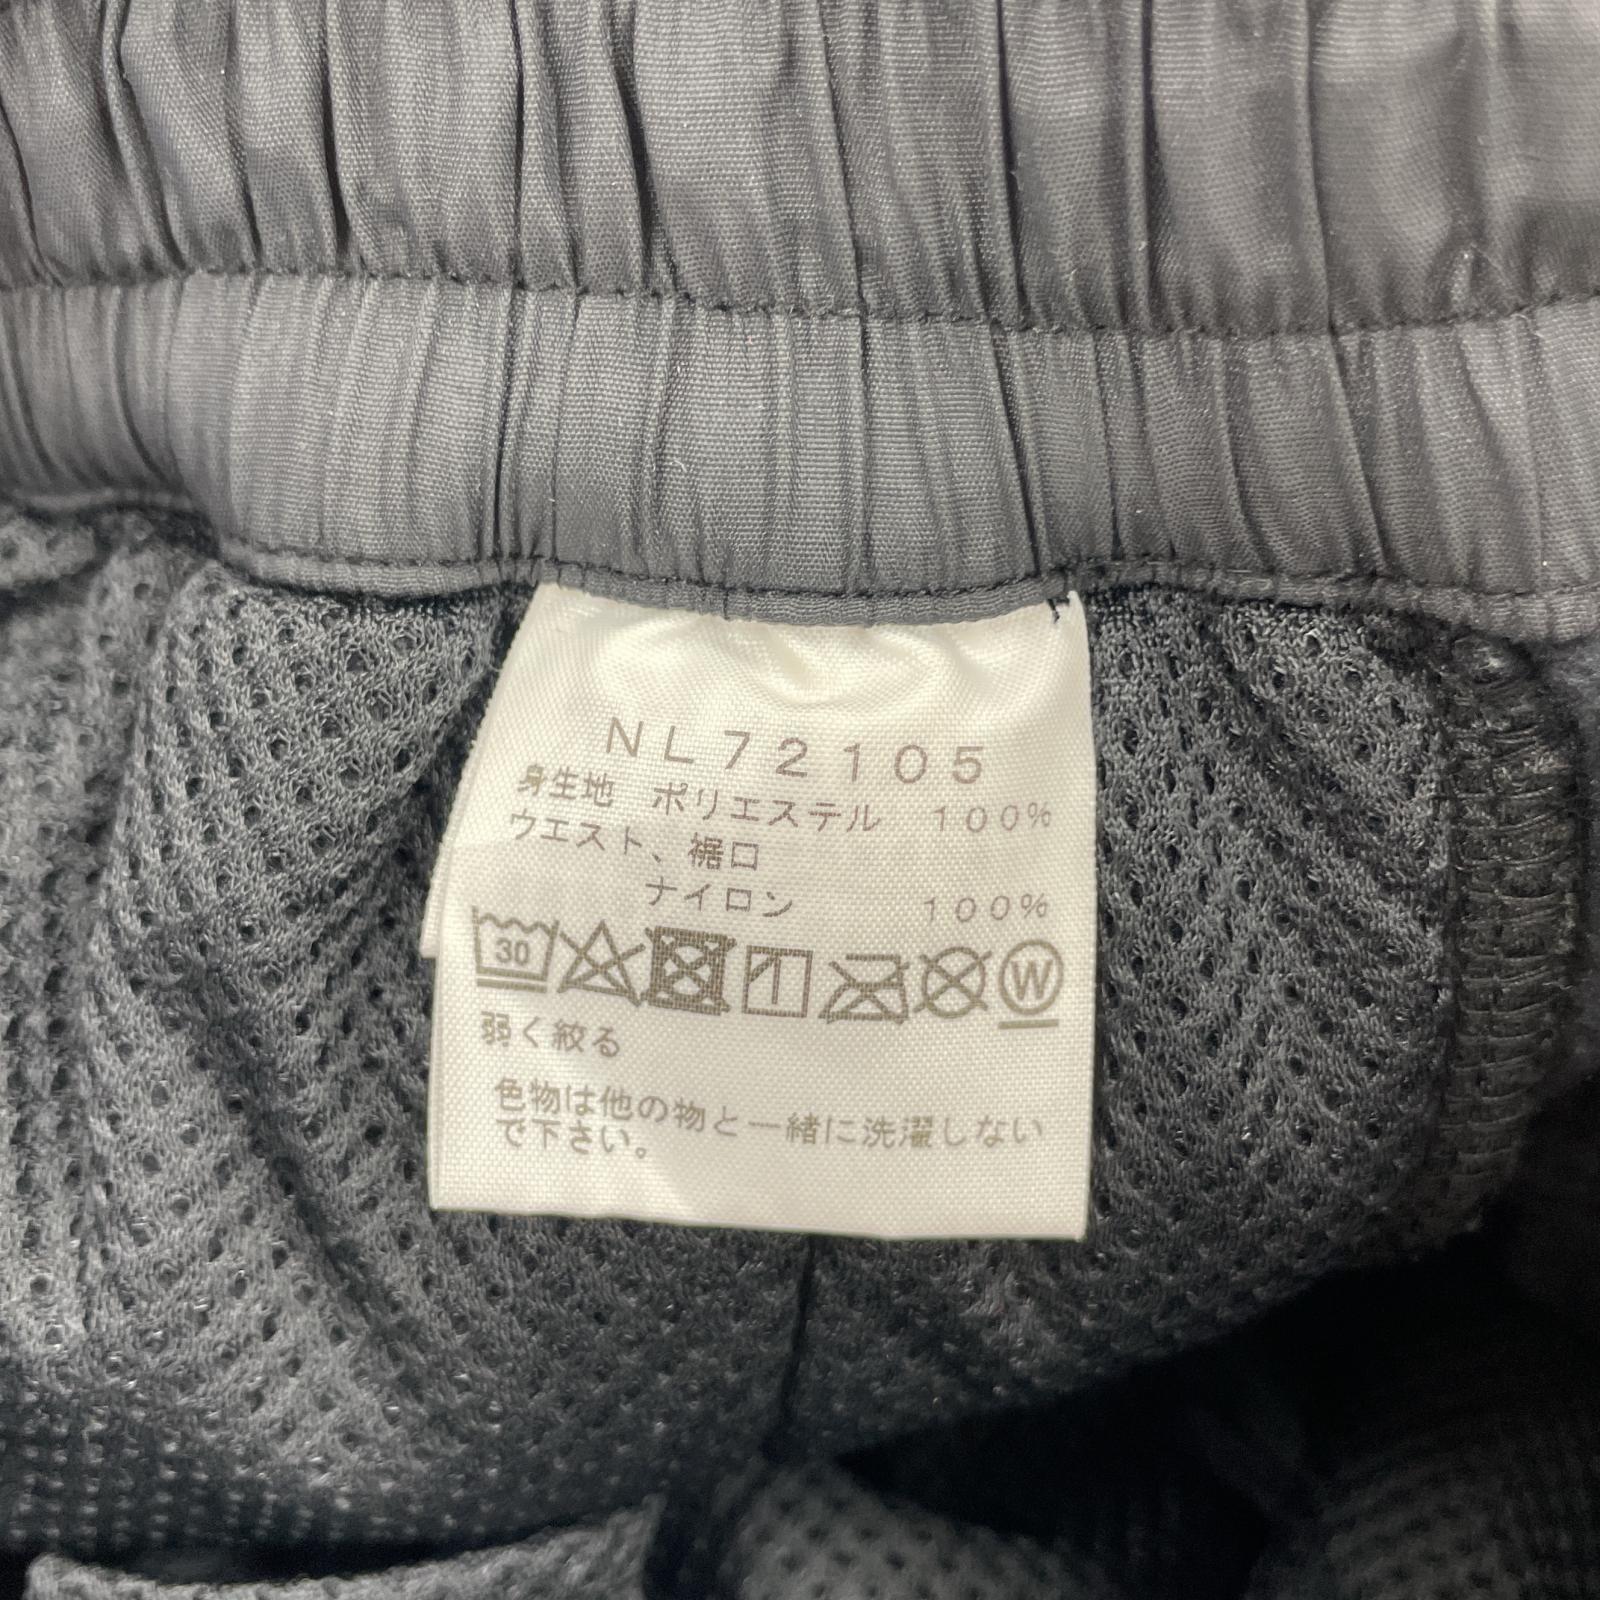 NL72105
身生地 ポリエステル 100%
ウエスト、裾口
ナイロン 100%
30 W
弱く絞る
色物は他の物と一緒に洗濯しない
で下さい。